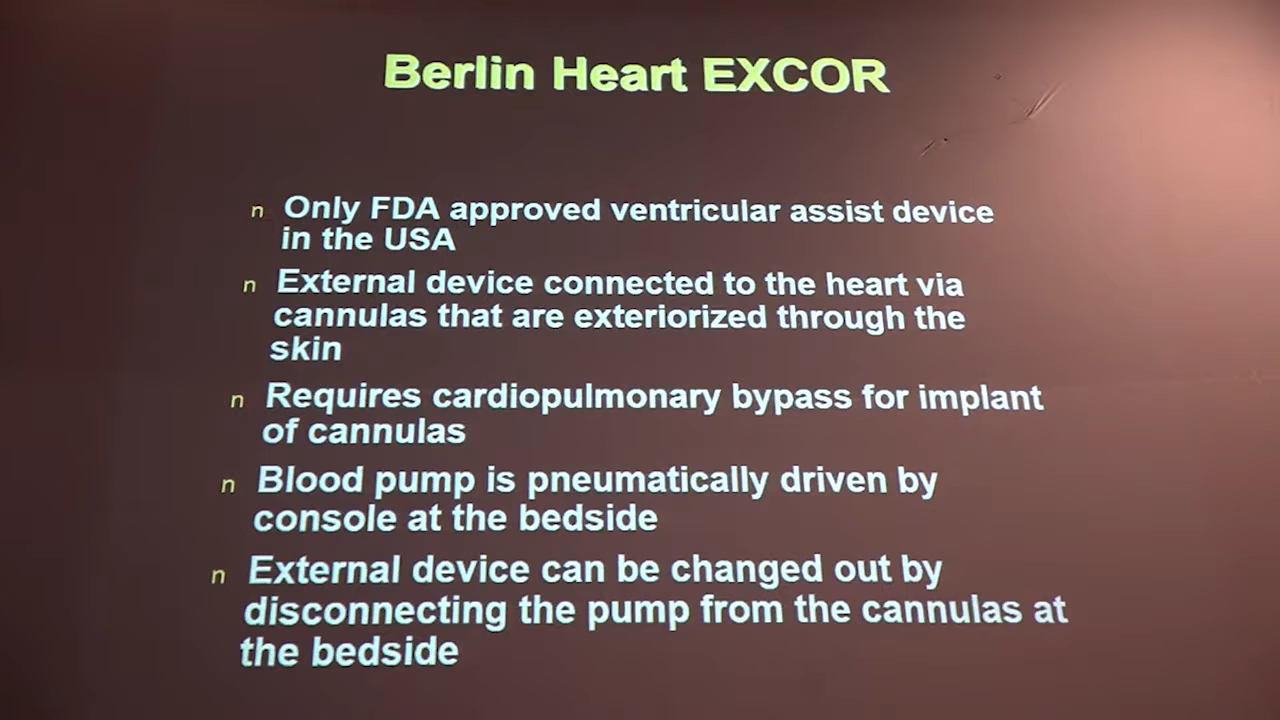 Berlin Heart EXCOR
n Only FDA approved ventricular assist device
in the USA
n External device connected to the heart via
cannulas that are exteriorized through the
skin
n Requires cardiopulmonary bypass for implant
of cannulas
n Blood pump is pneumatically driven by
console at the bedside
n External device can be changed out by
disconnecting the pump from the cannulas at
the bedside